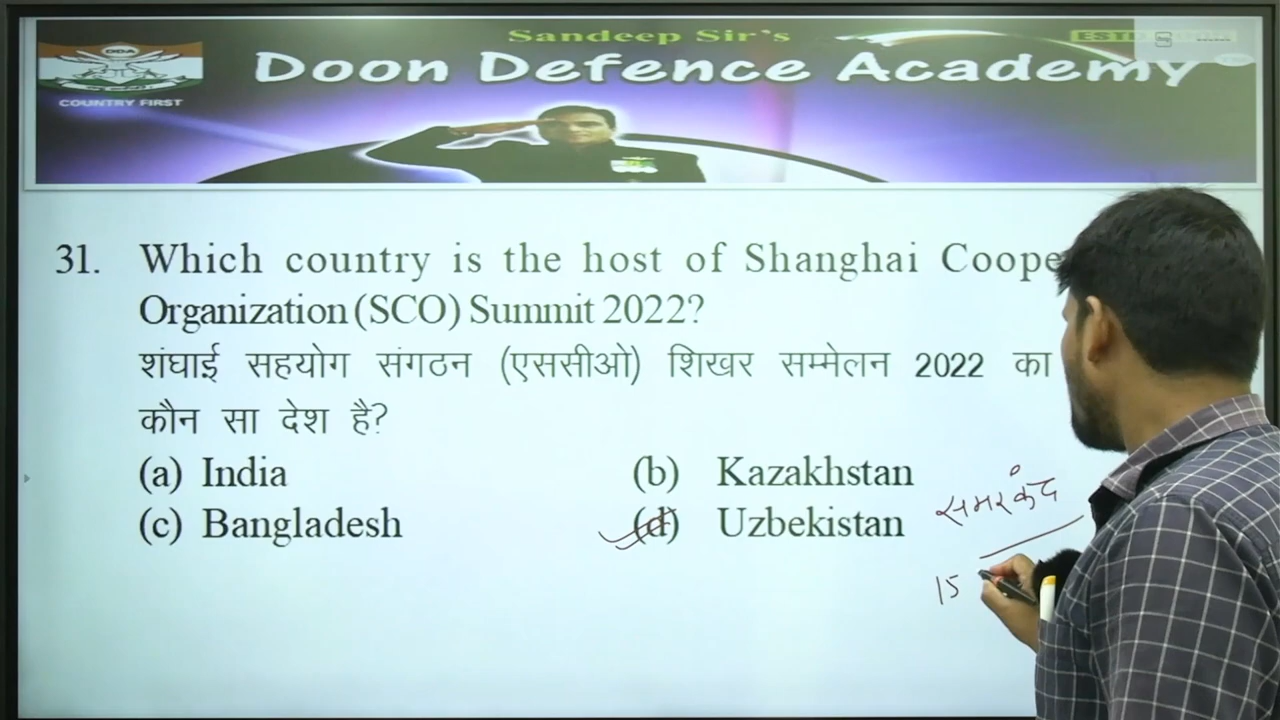 Sandeep Sir's
DDA
COUNTRY FIRST
Doon Defence Academy
31. Which country is the host of Shanghai
Organization (SCO) Summit 2022?
शंघाई सहयोग संगठन (एससीओ) शिखर सम्मेलन 2022 का
कौन सा देश है?
(a) India
(b) Kazakhstan
(c) Bangladesh
(d) Uzbekistan
समरकंद
15